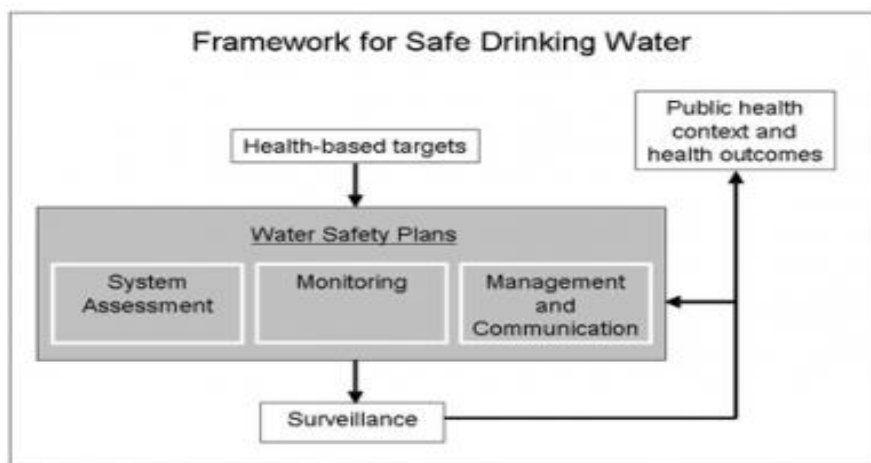 Framework for Safe Drinking Water
Public health
context and
health outcomes
Health-based targets
Water Safety Plans
System
Assessment
Monitoring
Management
and
Communication
Surveillance